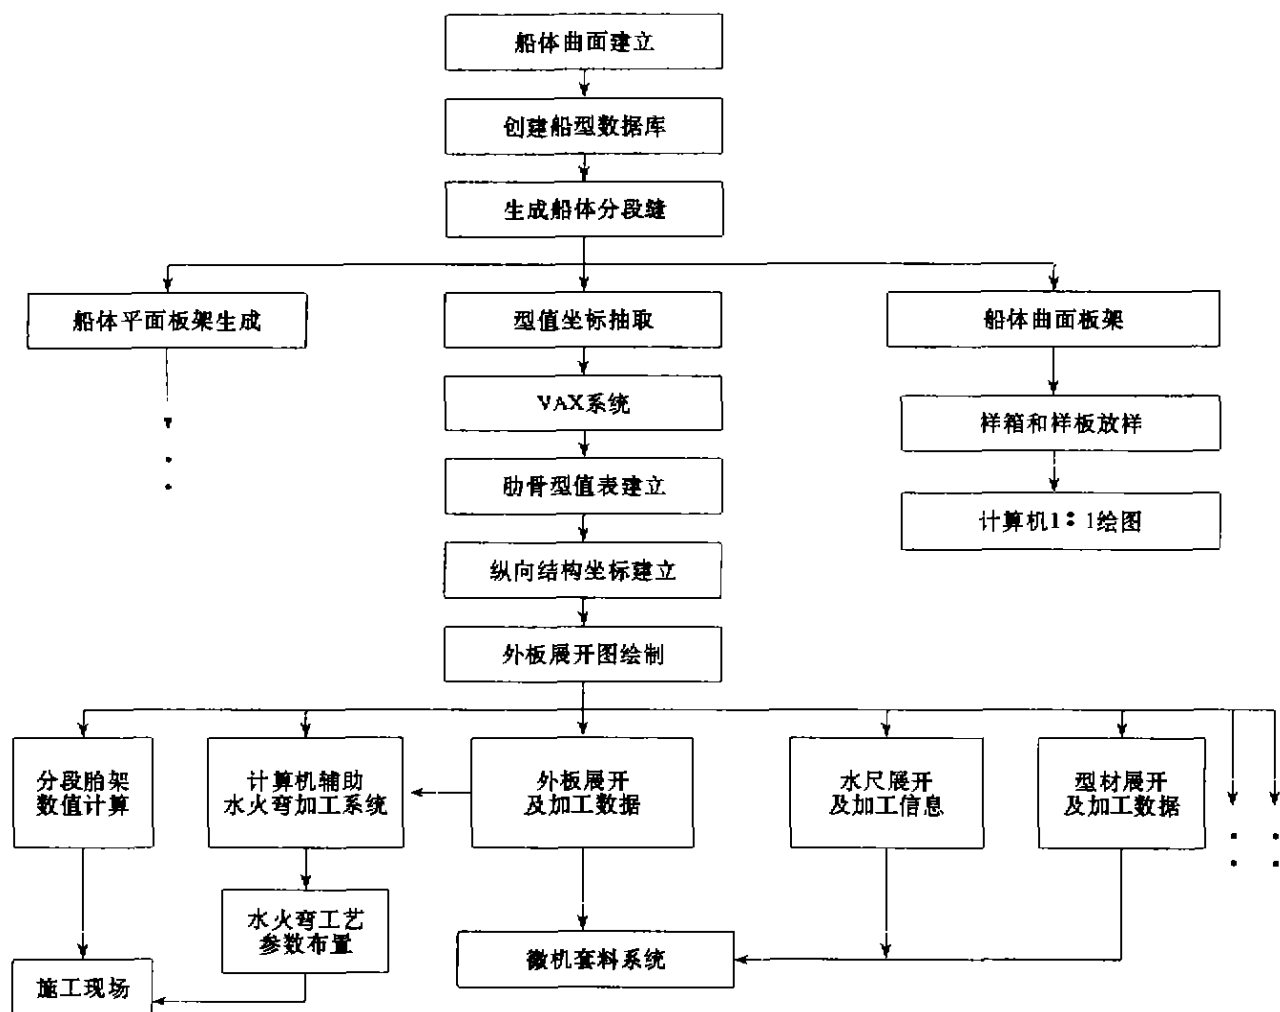 船体曲面建立
创建船型数据库
生成船体分段缝
船体平面板架生成
型值坐标抽取
船体曲面板架
VAX系统
样箱和样板放样
肋骨型值表建立
计算机1∶1绘图
纵向结构坐标建立
外板展开图绘制
分段胎架
数值计算
计算机辅助
水火弯加工系统
外板展开
及加工数据
水尺展开
及加工信息
型材展开
及加工数据
水火弯工艺
参数布置
微机套料系统
施工现场